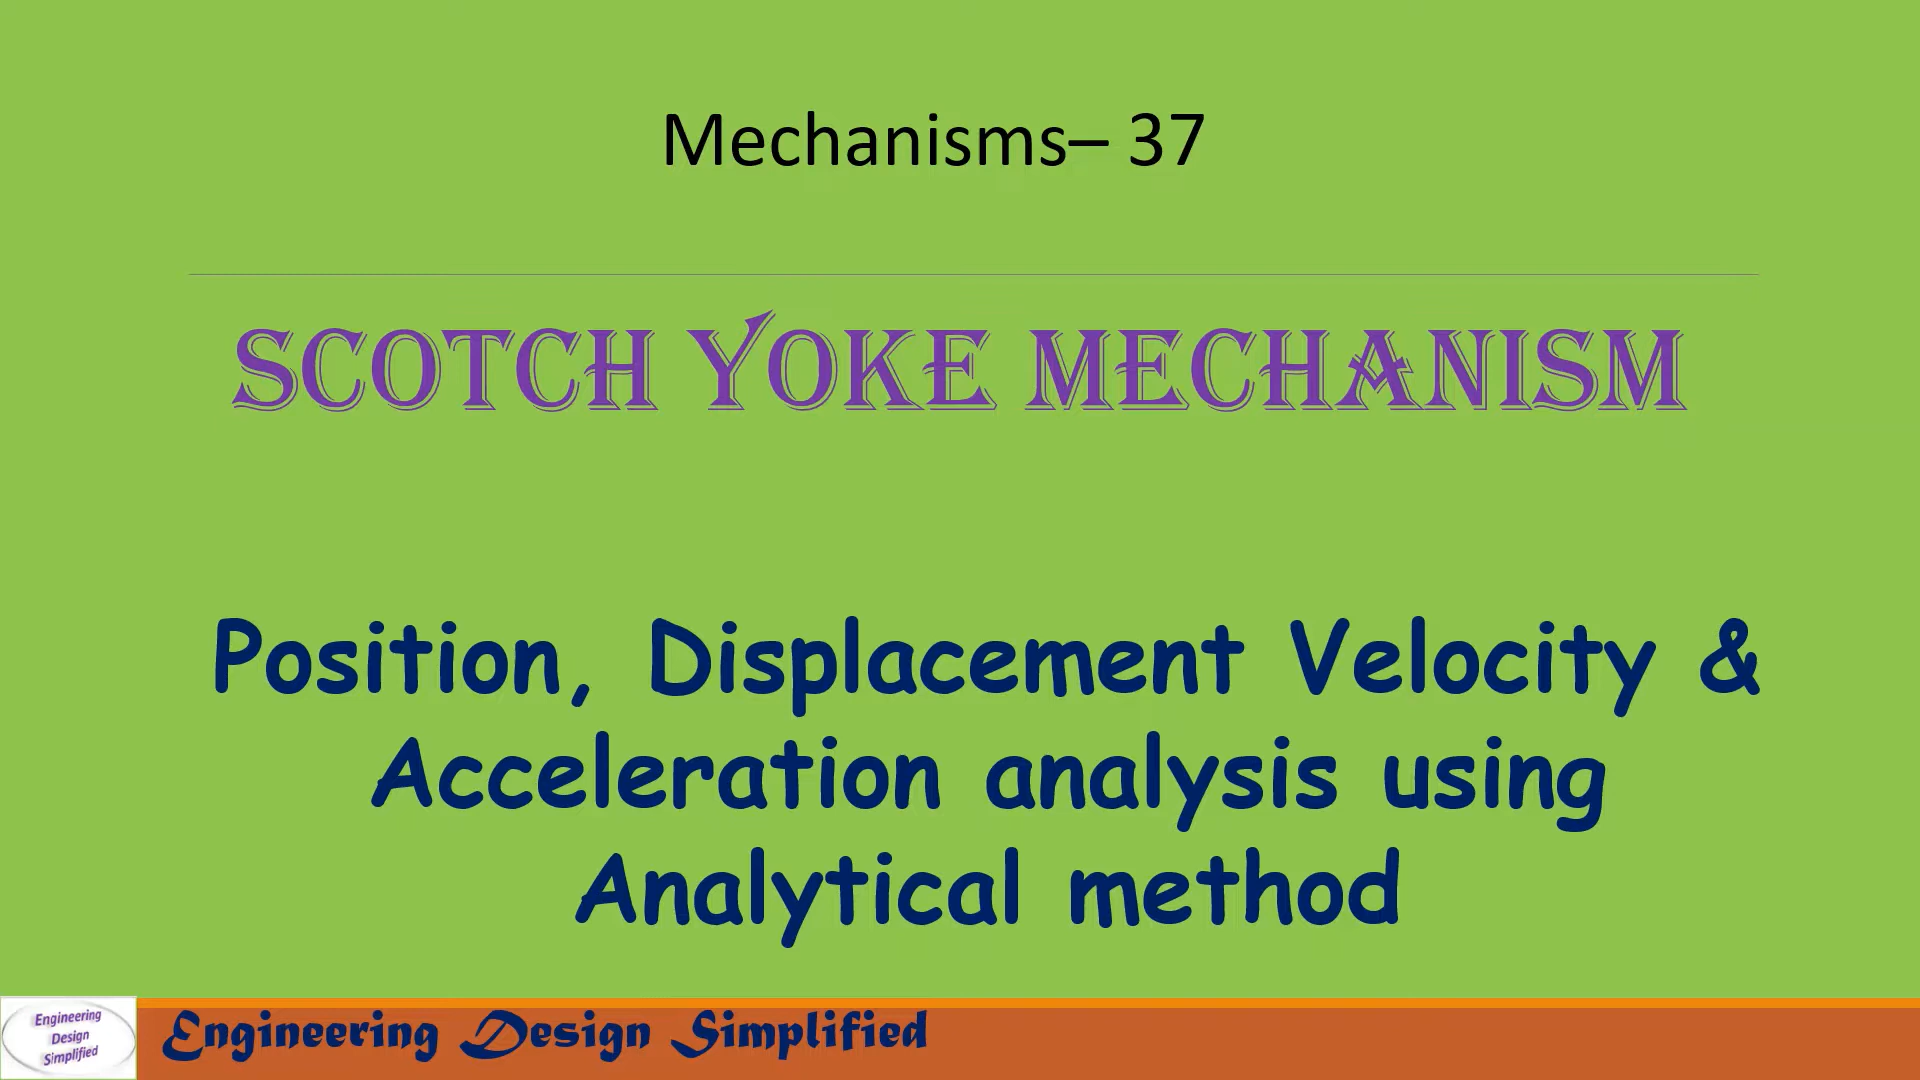 Mechanisms– 37
SCOTCH YOKE MECHANISM
Position, Displacement Velocity &
Acceleration analysis using
Analytical method
Engineering
Design
Simplified
Engineering Design Simplified